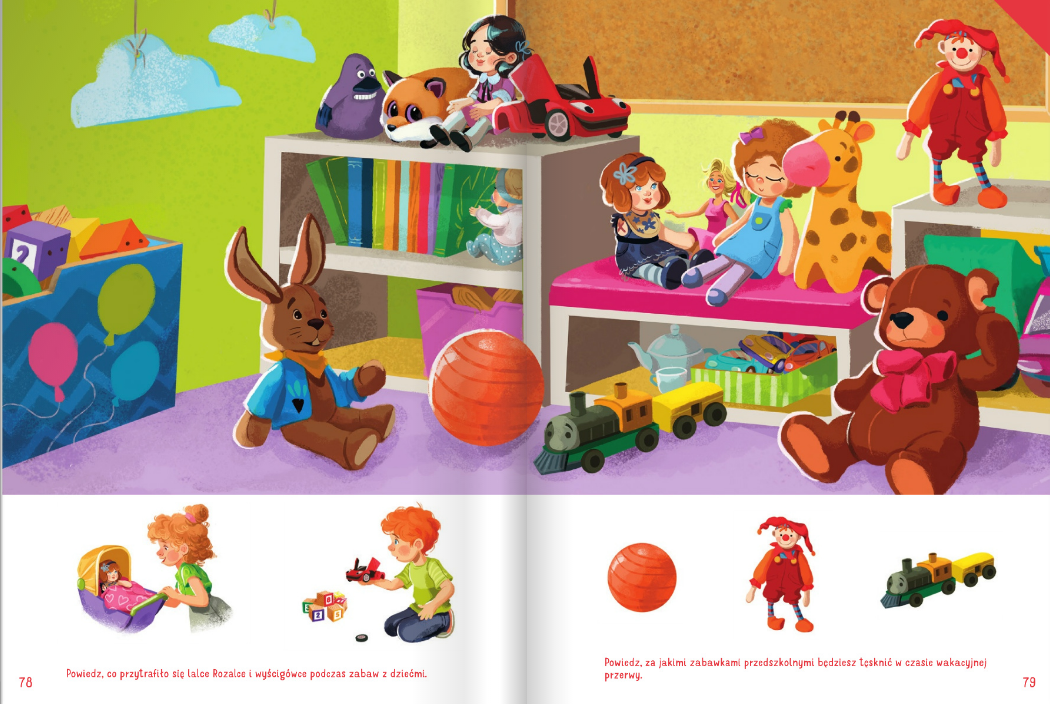 2
Powiedz, co przytrafiło się lalce Rozalce i wyścigówce podczas zabaw z dziećmi.
78
Powiedz, za jakimi zabawkami przedszkolnymi będziesz tęsknić w czasie wakacyjnej
przerwy.
79